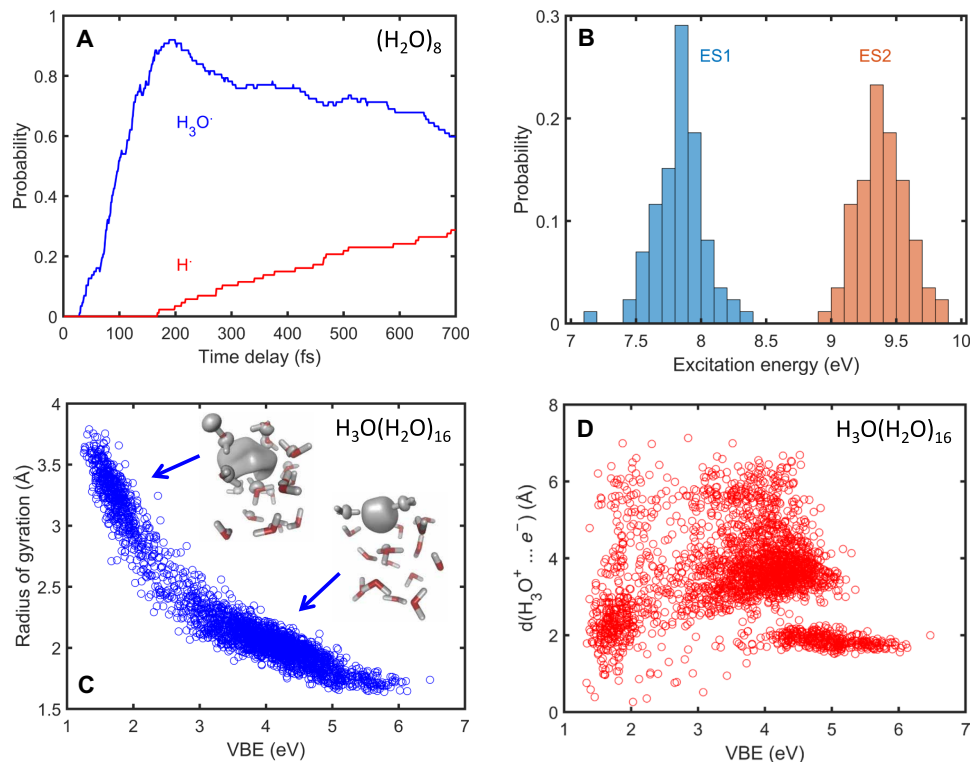 A
(H2O)8
H3O·
H·
Probability
1
0.8
0.6
0.4
0.2
0
0 100 200 300 400 500 600 700
Time delay (fs)
B
ES1
ES2
Probability
0.3
0.2
0.1
0
7 7.5 8 8.5 9 9.5 10
Excitation energy (eV)
H3O(H2O)16
C
Radius of gyration (Å)
4
3.5
3
2.5
2
1.5
1 2 3 4 5 6 7
VBE (eV)
D
H3O(H2O)16
d(H3O+ ... e−) (Å)
8
6
4
2
0
1 2 3 4 5 6 7
VBE (eV)